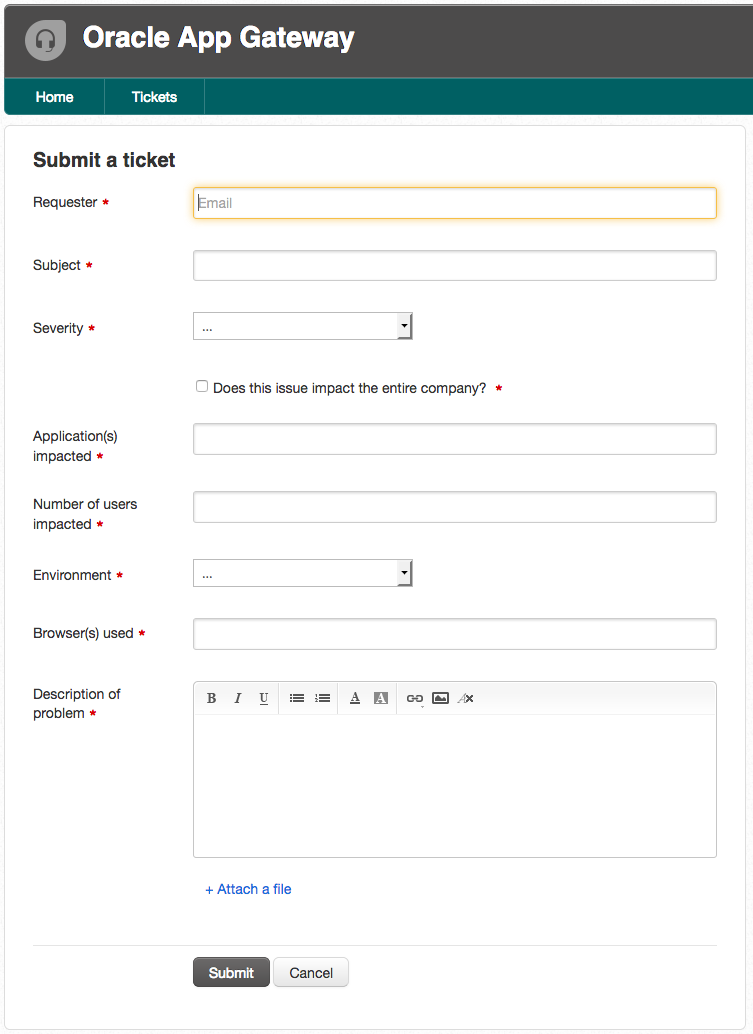 Oracle App Gateway
Home Tickets
Submit a ticket
Requester * Email
Subject *
Severity * ...
Does this issue impact the entire company? *
Application(s)
impacted *
Number of users
impacted *
Environment * ...
Browser(s) used *
Description of
problem *
B I U A A
+ Attach a file
Submit Cancel